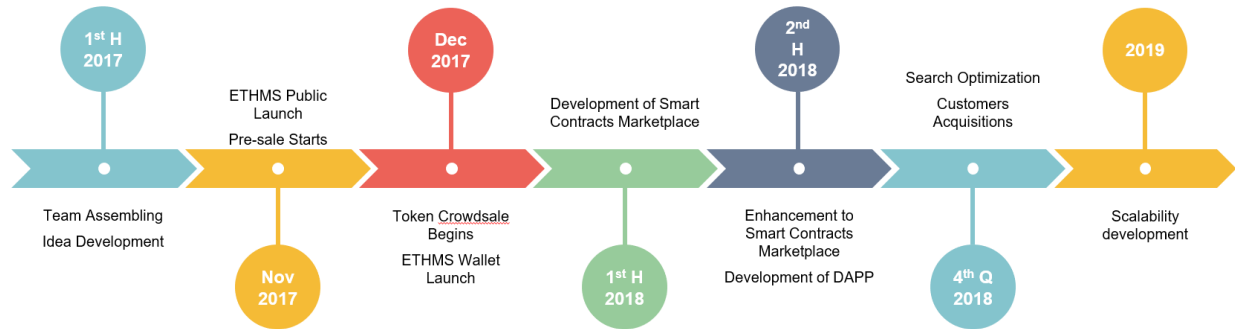 1st H
2017
Team Assembling
Idea Development
ETHMS Public
Launch
Pre-sale Starts
Nov
2017
Dec
2017
Token Crowdsale
Begins
ETHMS Wallet
Launch
Development of Smart
Contracts Marketplace
1st H
2018
2nd
H
2018
Enhancement to
Smart Contracts
Marketplace
Development of DAPP
Search Optimization
Customers
Acquisitions
4th Q
2018
2019
Scalability
development